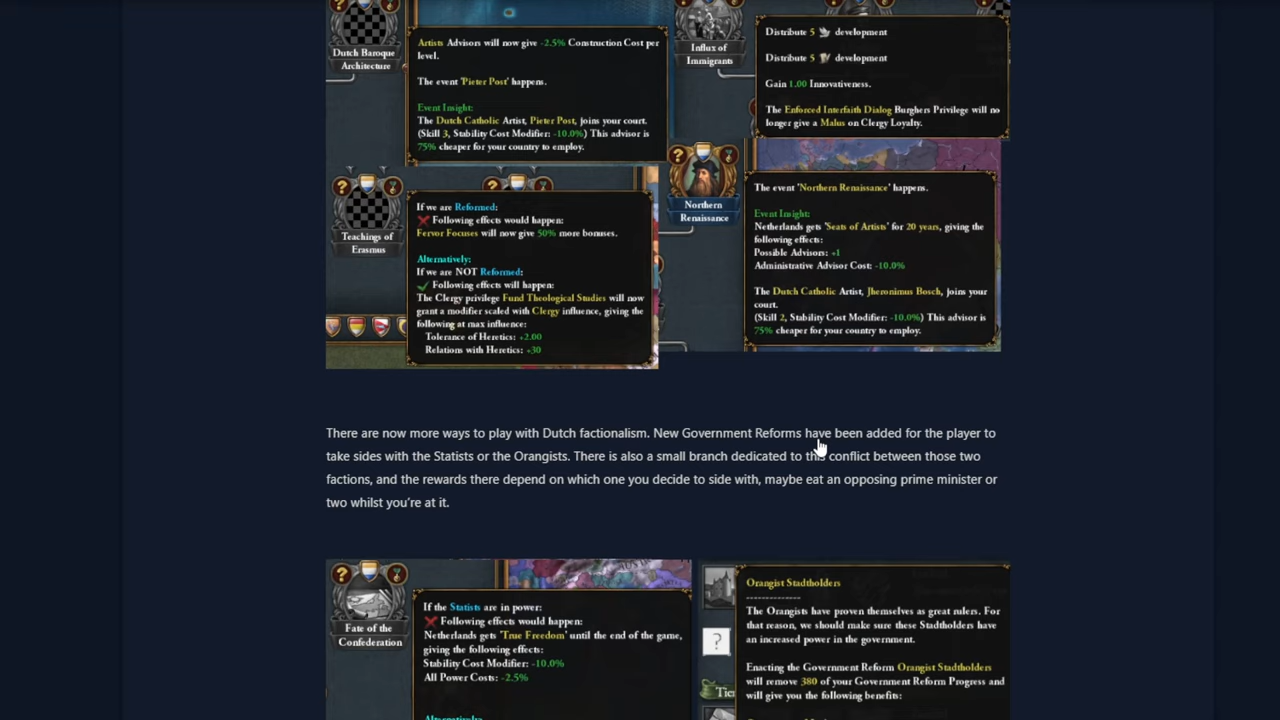 Dutch Baroque
Architecture
Artists Advisors will now give -2.5% Construction Cost per
level.
The event 'Pieter Post' happens.
Event Insight:
The Dutch Catholic Artist, Pieter Post, joins your court.
(Skill 3, Stability Cost Modifier: -10.0%) This advisor is
75% cheaper for your country to employ.
Influx of
Immigrants
Distribute 5 development
Distribute 5 development
Gain 1.00 Innovativeness.
The Enforced Interfaith Dialog Burghers Privilege will no
longer give a Malus on Clergy Loyalty.
Teachings of
Erasmus
If we are Reformed:
Following effects would happen:
Fervor Focuses will now give 50% more bonuses.
Alternatively:
If we are NOT Reformed:
Following effects will happen:
The Clergy privilege Fund Theological Studies will now
grant a modifier scaled with Clergy influence, giving the
following at max influence:
Tolerance of Heretics: +2.00
Relations with Heretics: +30
Northern
Renaissance
The event 'Northern Renaissance' happens.
Event Insight:
Netherlands gets 'Seats of Artists' for 20 years, giving the
following effects:
Possible Advisors: +1
Administrative Advisor Cost: -10.0%
The Dutch Catholic Artist, Jheronimus Bosch, joins your
court.
(Skill 2, Stability Cost Modifier: -10.0%) This advisor is
75% cheaper for your country to employ.
There are now more ways to play with Dutch factionalism. New Government Reforms have been added for the player to
take sides with the Statists or the Orangists. There is also a small branch dedicated to this conflict between those two
factions, and the rewards there depend on which one you decide to side with, maybe eat an opposing prime minister or
two whilst you're at it.
Fate of the
Confederation
If the Statists are in power:
Following effects would happen:
Netherlands gets 'True Freedom' until the end of the game,
giving the following effects:
Stability Cost Modifier: -10.0%
All Power Costs: -2.5%
Alternatively:
Orangist Stadtholders
--------------
The Orangists have proven themselves as great rulers. For
that reason, we should make sure these Stadtholders have
an increased power in the government.
Enacting the Government Reform Orangist Stadtholders
will remove 380 of your Government Reform Progress and
will give you the following benefits: